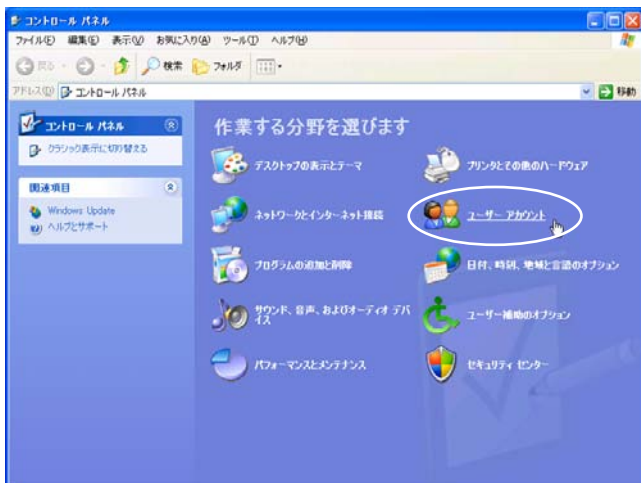 コントロール パネル
ファイル(F) 編集(E) 表示(V) お気に入り(A) ツール(T) ヘルプ(H)
戻る 検索 フォルダ
アドレス(D) コントロール パネル 移動
コントロール パネル
クラシック表示に切り替える
関連項目
Windows Update
ヘルプとサポート
作業する分野を選びます
デスクトップの表示とテーマ
プリンタとその他のハードウェア
ネットワークとインターネット接続
ユーザー アカウント
プログラムの追加と削除
日付、時刻、地域と言語のオプション
サウンド、音声、およびオーディオ デバ
イス
ユーザー補助のオプション
パフォーマンスとメンテナンス
セキュリティ センター